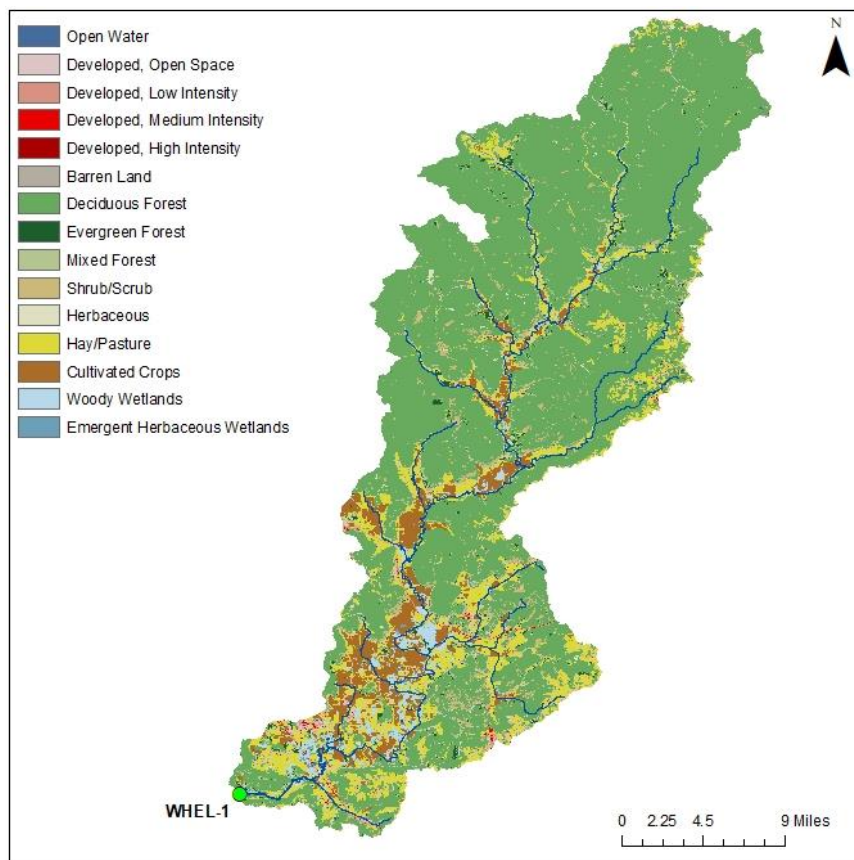 Open Water
Developed, Open Space
Developed, Low Intensity
Developed, Medium Intensity
Developed, High Intensity
Barren Land
Deciduous Forest
Evergreen Forest
Mixed Forest
Shrub/Scrub
Herbaceous
Hay/Pasture
Cultivated Crops
Woody Wetlands
Emergent Herbaceous Wetlands
N
WHEL-1
0 2.25 4.5 9 Miles